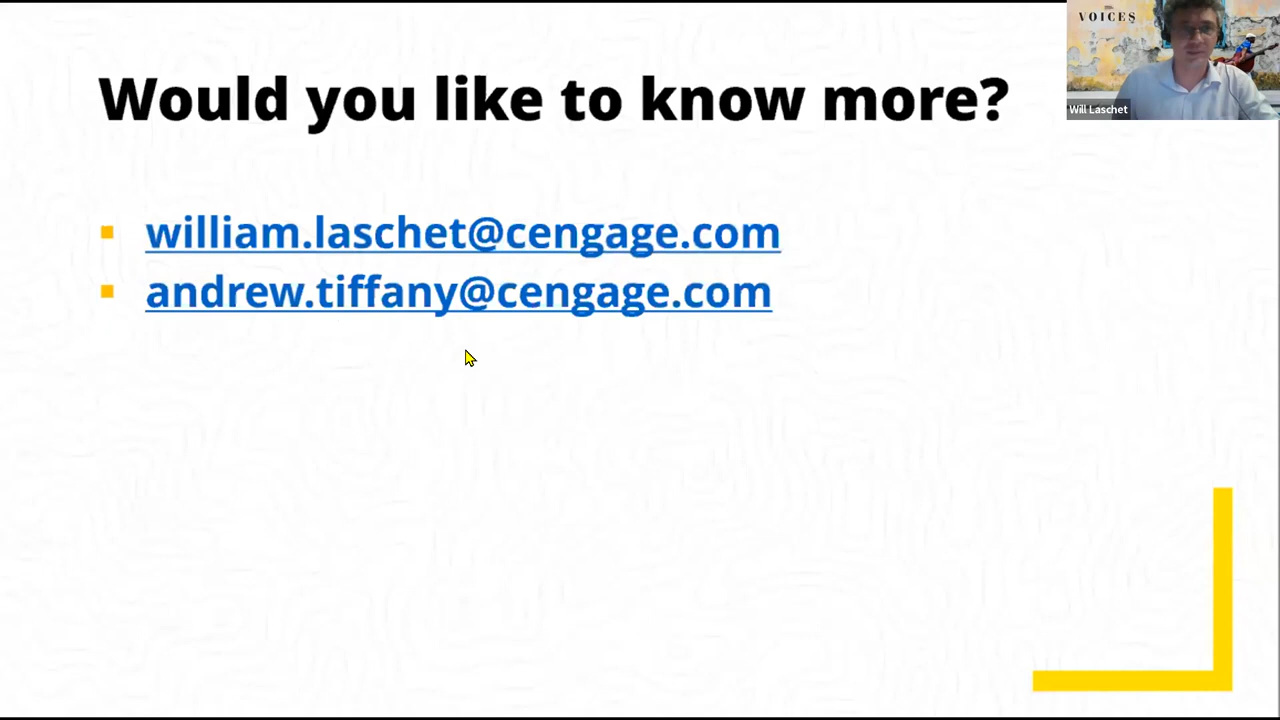 Would you like to know more?
william.laschet@cengage.com
andrew.tiffany@cengage.com
VOICES
Will Laschet